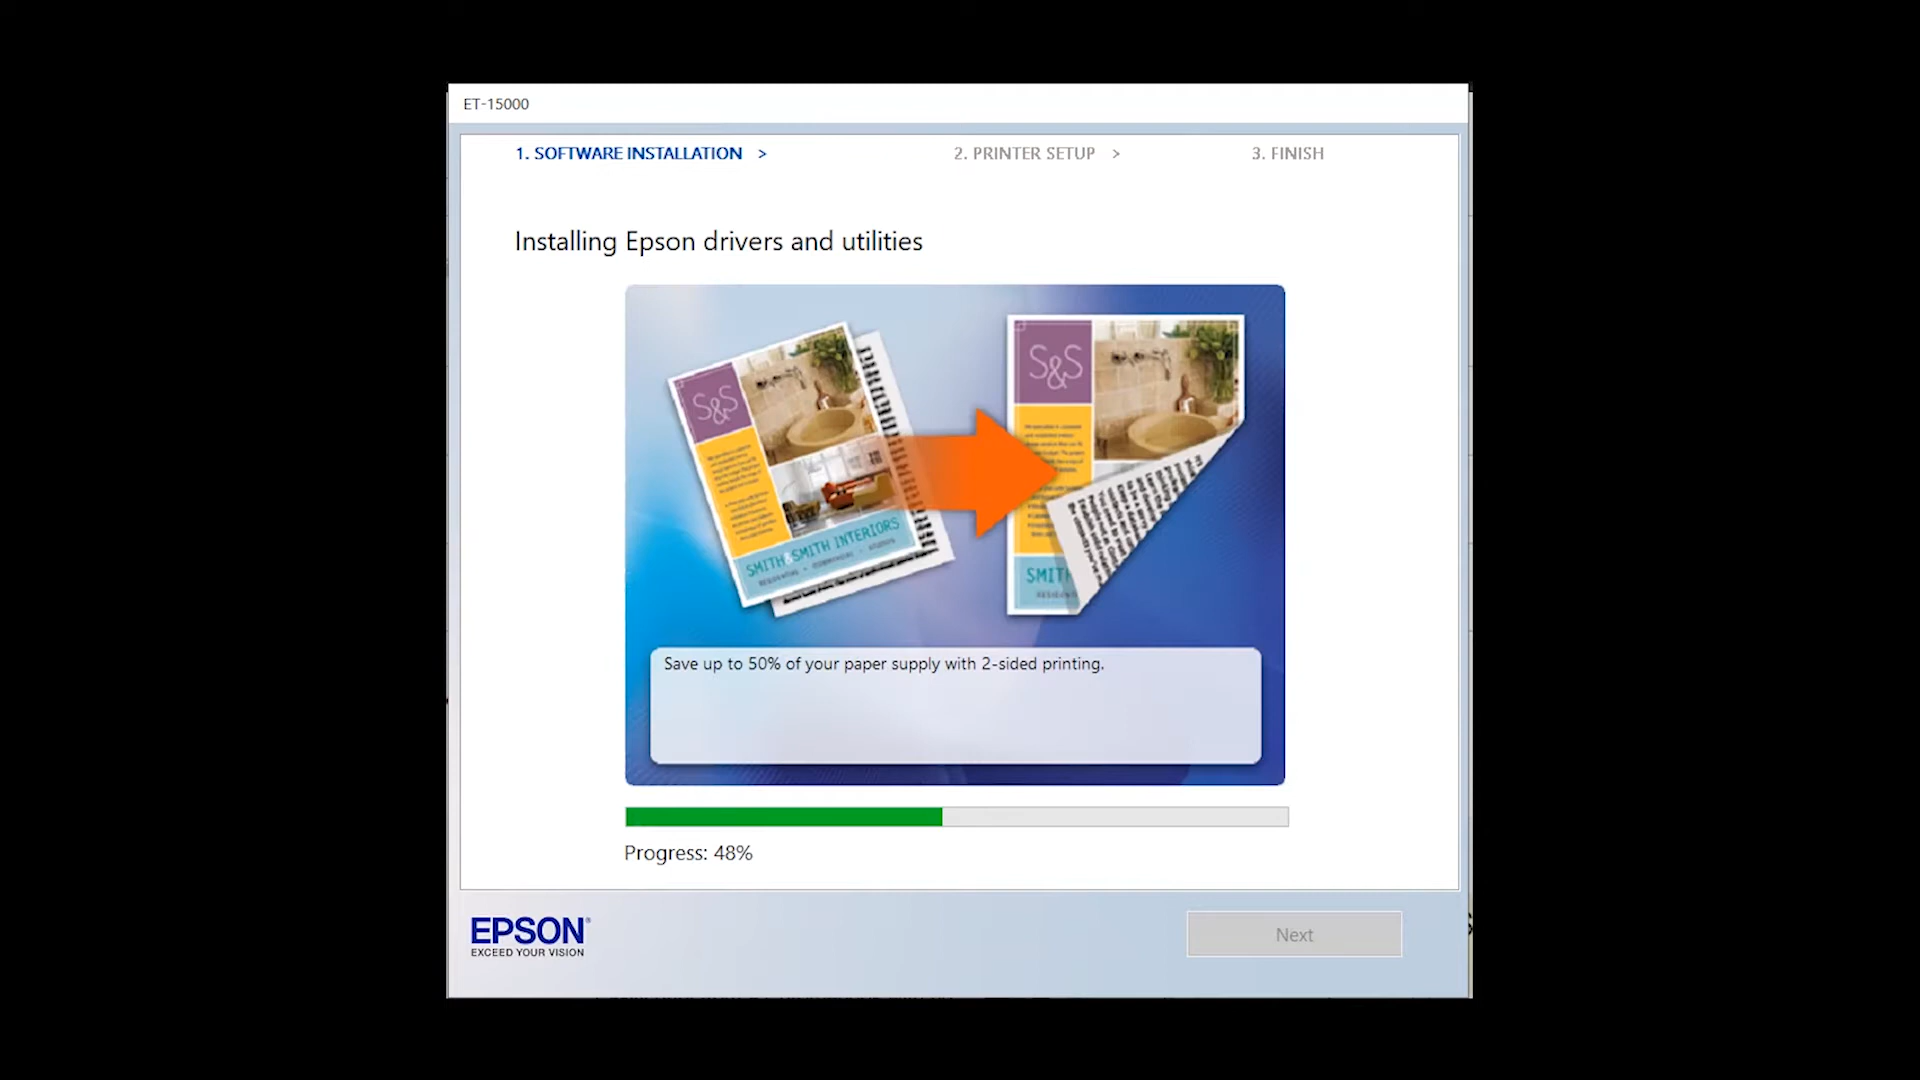 ET-15000
1. SOFTWARE INSTALLATION >
2. PRINTER SETUP >
3. FINISH
Installing Epson drivers and utilities
S&S
S&S
SMITH&SMITH INTERIORS
SMITH
Save up to 50% of your paper supply with 2-sided printing.
Progress: 48%
EPSON®
EXCEED YOUR VISION
Next